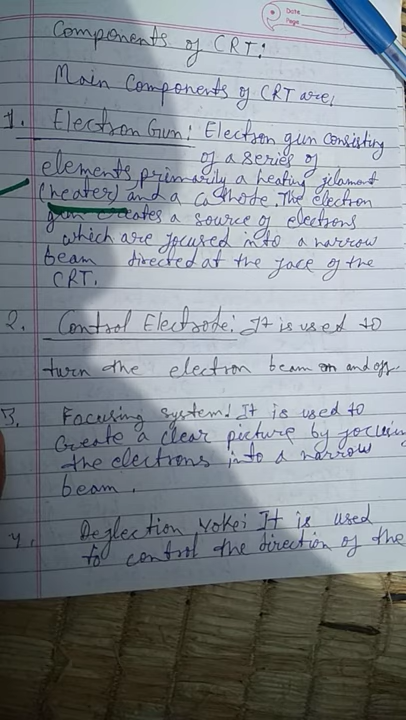 Date
Page
Components of CRT:
Main Components of CRT are,
1. Electron Gun: Electron gun consisting
of a series of
elements, primarily a heating filament
(heater) and a cathode. The electron
gun creates a source of electrons
which are focused into a narrow
beam directed at the face of the
CRT.
2. Control Electrode: It is used to
turn the electron beam on and off.
3. Focusing system: It is used to
Create a clear picture by focusing
the electrons into a narrow
beam.
4. Deflection Yoke: It is used
to control the direction of the